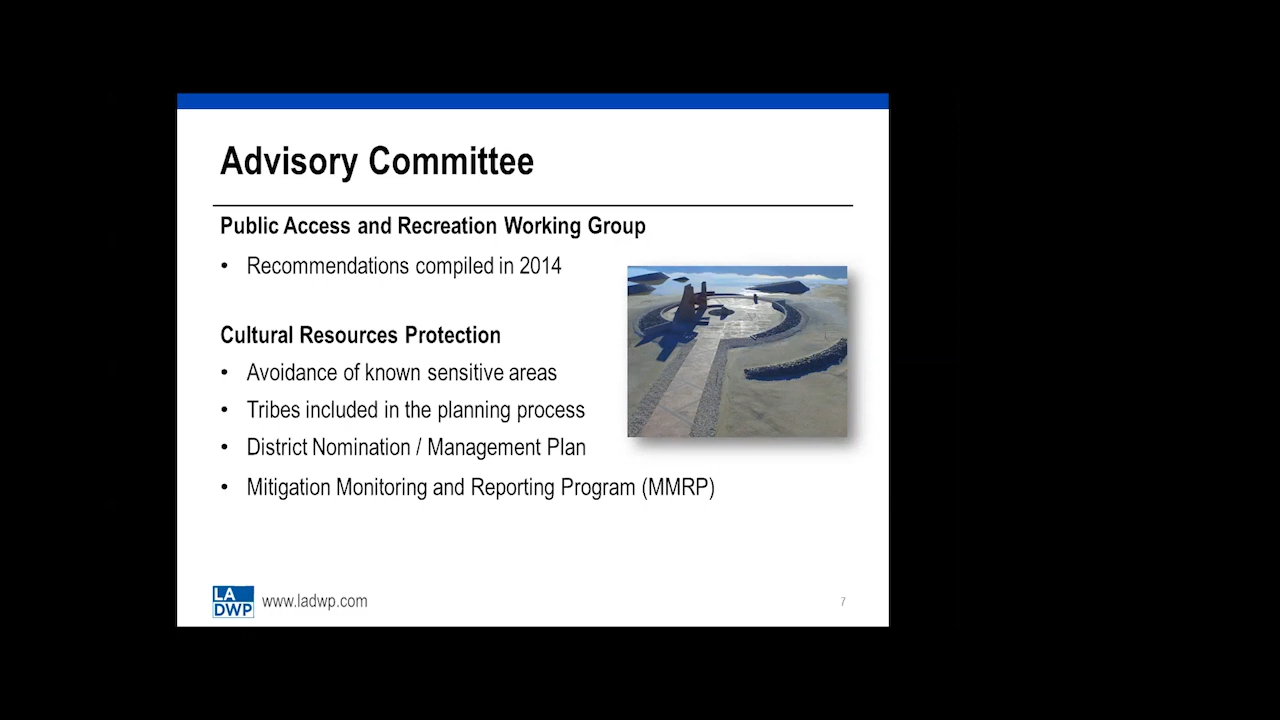 Advisory Committee
Public Access and Recreation Working Group
• Recommendations compiled in 2014
Cultural Resources Protection
• Avoidance of known sensitive areas
• Tribes included in the planning process
• District Nomination / Management Plan
• Mitigation Monitoring and Reporting Program (MMRP)
LA
DWP
www.ladwp.com
7